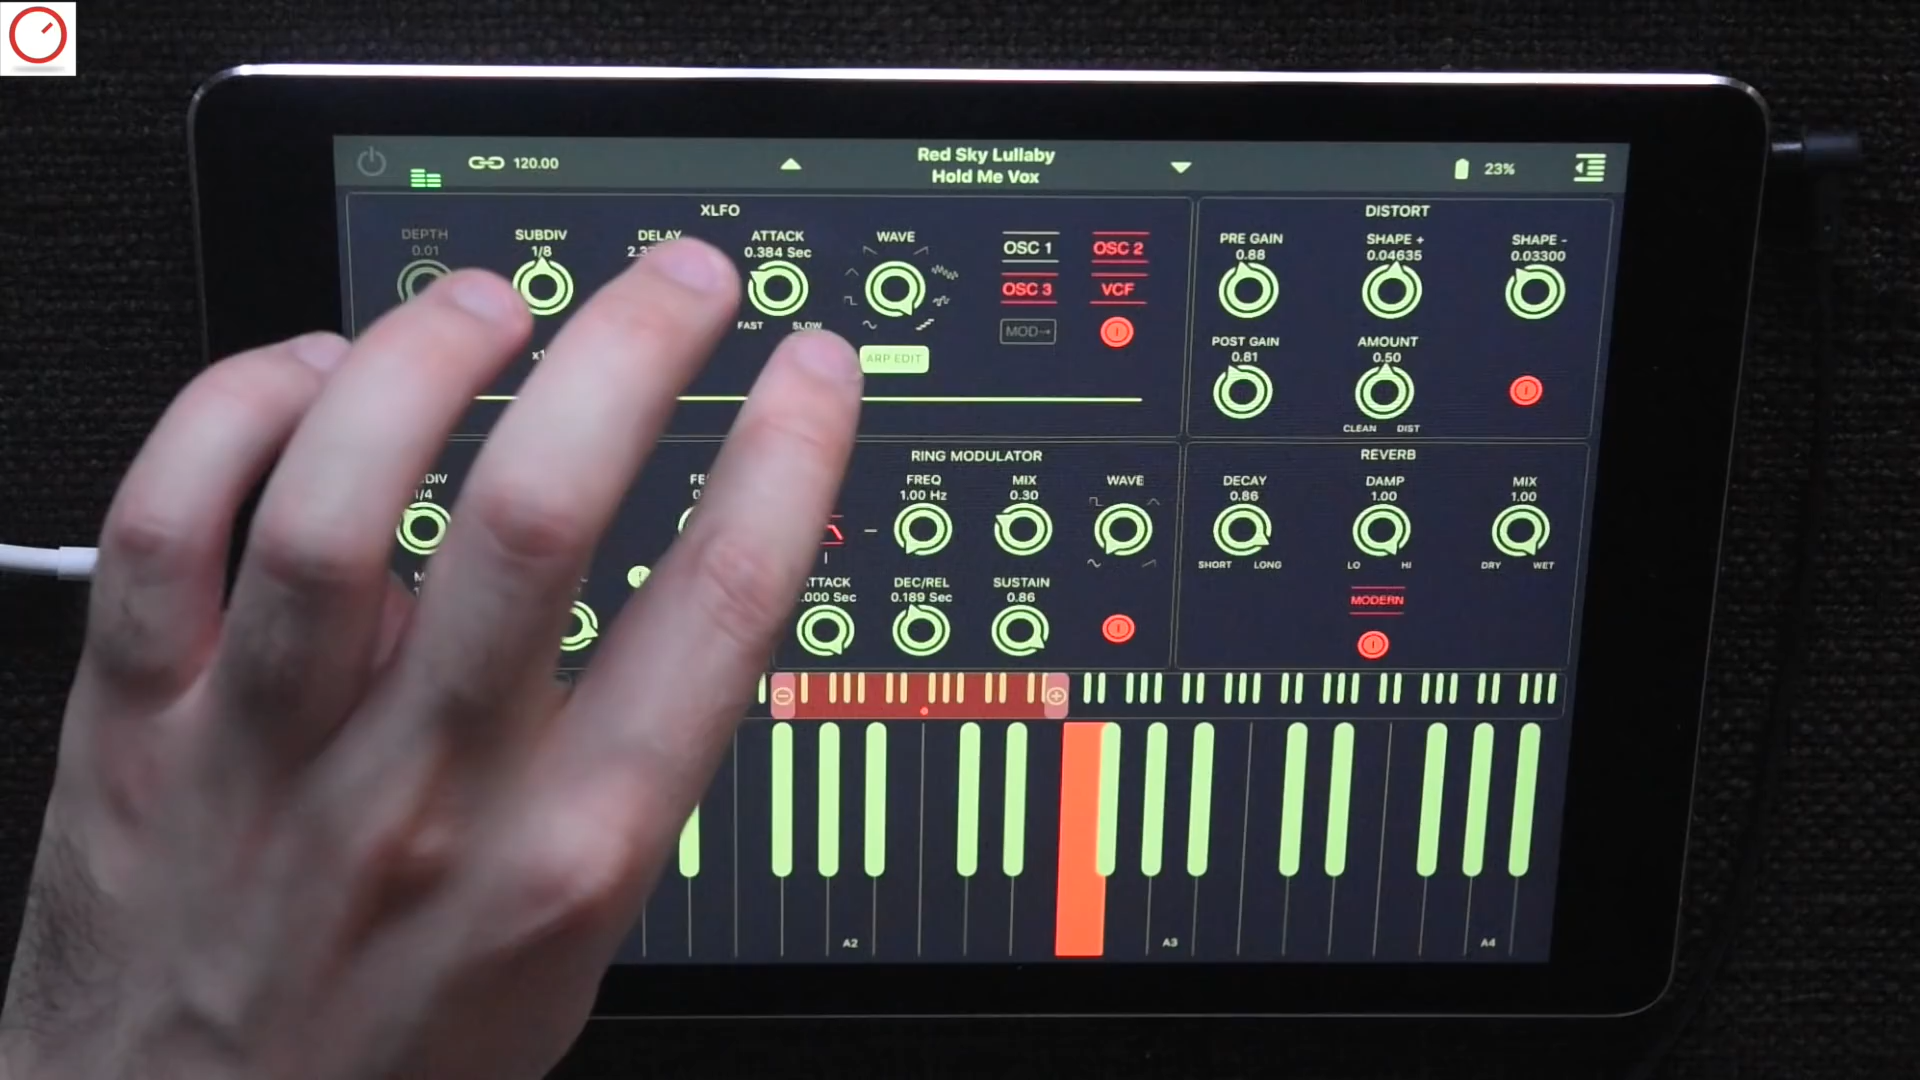 120.00
Red Sky Lullaby
Hold Me Vox
23%
XLFO
DEPTH
0.01
SUBDIV
1/8
DELAY
ATTACK
0.384 Sec
FAST
SLOW
WAVE
ARP EDIT
OSC 1
OSC 2
OSC 3
VCF
MOD→
DISTORT
PRE GAIN
0.88
SHAPE +
0.04635
SHAPE -
0.03300
POST GAIN
0.81
AMOUNT
0.50
CLEAN
DIST
RING MODULATOR
FREQ
1.00 Hz
MIX
0.30
WAVE
DEC/REL
0.189 Sec
SUSTAIN
0.86
REVERB
DECAY
0.86
SHORT
LONG
DAMP
1.00
LO
HI
MIX
1.00
DRY
WET
MODERN
A2
A3
A4